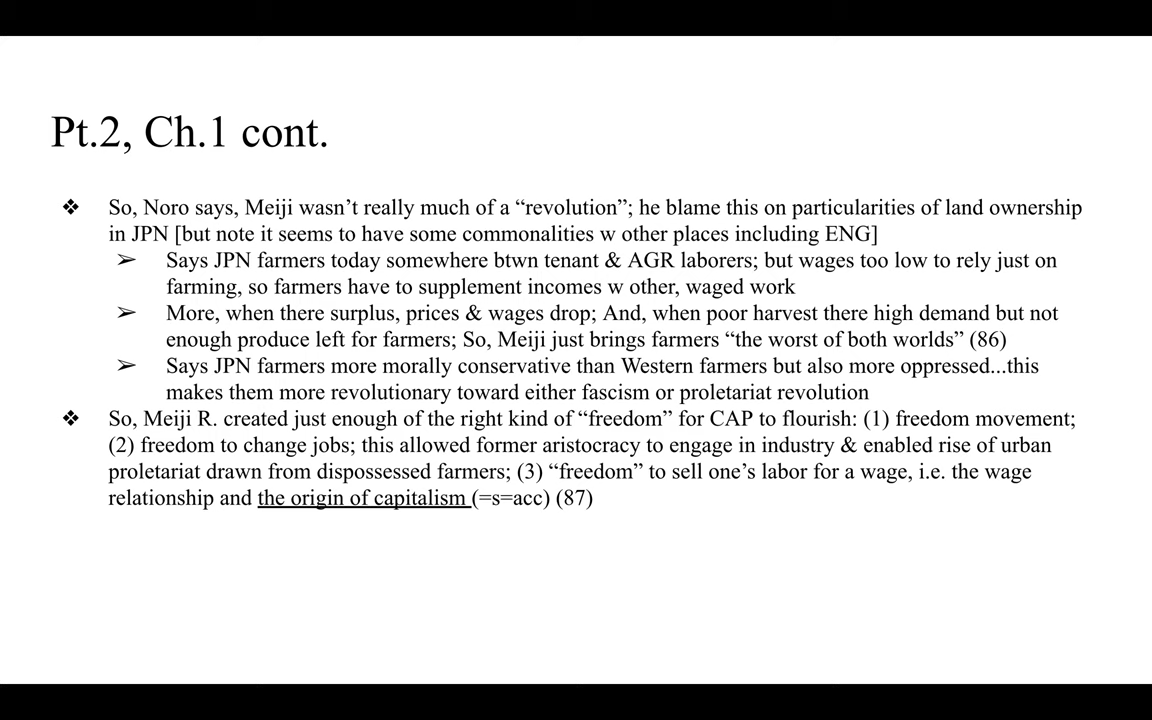 Pt.2, Ch.1 cont.
❖ So, Noro says, Meiji wasn’t really much of a “revolution”; he blame this on particularities of land ownership
in JPN [but note it seems to have some commonalities w other places including ENG]
➢ Says JPN farmers today somewhere btwn tenant & AGR laborers; but wages too low to rely just on
farming, so farmers have to supplement incomes w other, waged work
➢ More, when there surplus, prices & wages drop; And, when poor harvest there high demand but not
enough produce left for farmers; So, Meiji just brings farmers “the worst of both worlds” (86)
➢ Says JPN farmers more morally conservative than Western farmers but also more oppressed...this
makes them more revolutionary toward either fascism or proletariat revolution
❖ So, Meiji R. created just enough of the right kind of “freedom” for CAP to flourish: (1) freedom movement;
(2) freedom to change jobs; this allowed former aristocracy to engage in industry & enabled rise of urban
proletariat drawn from dispossessed farmers; (3) “freedom” to sell one’s labor for a wage, i.e. the wage
relationship and the origin of capitalism (=s=acc) (87)